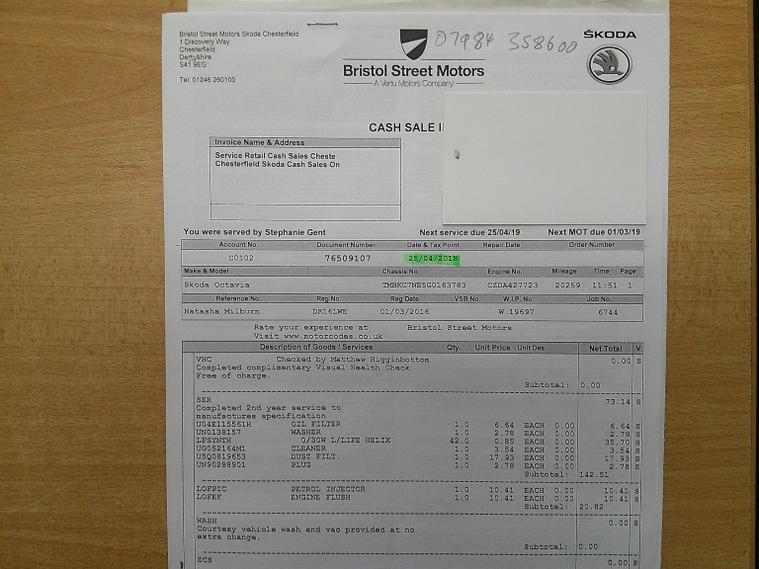 Bristol Street Motors Skoda Chesterfield
1 Discovery Way
Chesterfield
Derbyshire
S41 9EG
Tel: 01246 260100
07984 358600
ŠKODA
Bristol Street Motors
A Vertu Motors Company
CASH SALE I
Invoice Name & Address
Service Retail Cash Sales Cheste
Chesterfield Skoda Cash Sales On
You were served by Stephanie Gent Next service due 25/04/19 Next MOT due 01/03/19
Account No. Document Number Date & Tax Point Repair Date Order Number
C0102 76509107 25/04/2018
Make & Model Chassis No. Engine No. Mileage Time Page
Skoda Octavia TMBKC7NE5G0163783 CZDA427723 20259 11:51 1
Reference No. Reg No. Reg Date. VSB No. W.I.P. No. Job No.
Natasha Milburn DK16LWE 01/03/2016 W 19697 6744
Rate your experience at Bristol Street Motors
Visit www.motorcodes.co.uk
Description of Goods / Services Qty. Unit Price Unit Des. Net Total V
VHC Checked by Matthew Higginbottom 0.00 S
Completed complimentary Visual Health Check
Free of charge.
Subtotal: 0.00
SER 73.14 S
Completed 2nd year service to
manufactures specification
U04E115561H OIL FILTER 1.0 6.64 EACH 0.00 6.64 S
UN0138157 WASHER 1.0 2.78 EACH 0.00 2.78 S
LFSYNTH 0/30W L/LIFE HELIX 42.0 0.85 EACH 0.00 35.70 S
UG052164M1 CLEANER 1.0 3.54 EACH 0.00 3.54 S
U5Q0819653 DUST FILT. 1.0 17.93 EACH 0.00 17.93 S
UN90288901 PLUG 1.0 2.78 EACH 0.00 2.78 S
Subtotal: 142.51
LOFPIC PETROL INJECTOR 1.0 10.41 EACH 0.00 10.41 S
LOFEF ENGINE FLUSH 1.0 10.41 EACH 0.00 10.41 S
Subtotal: 20.82
WASH 0.00 S
Courtesy vehicle wash and vac provided at no
extra change.
Subtotal: 0.00
ECS 0.00 S